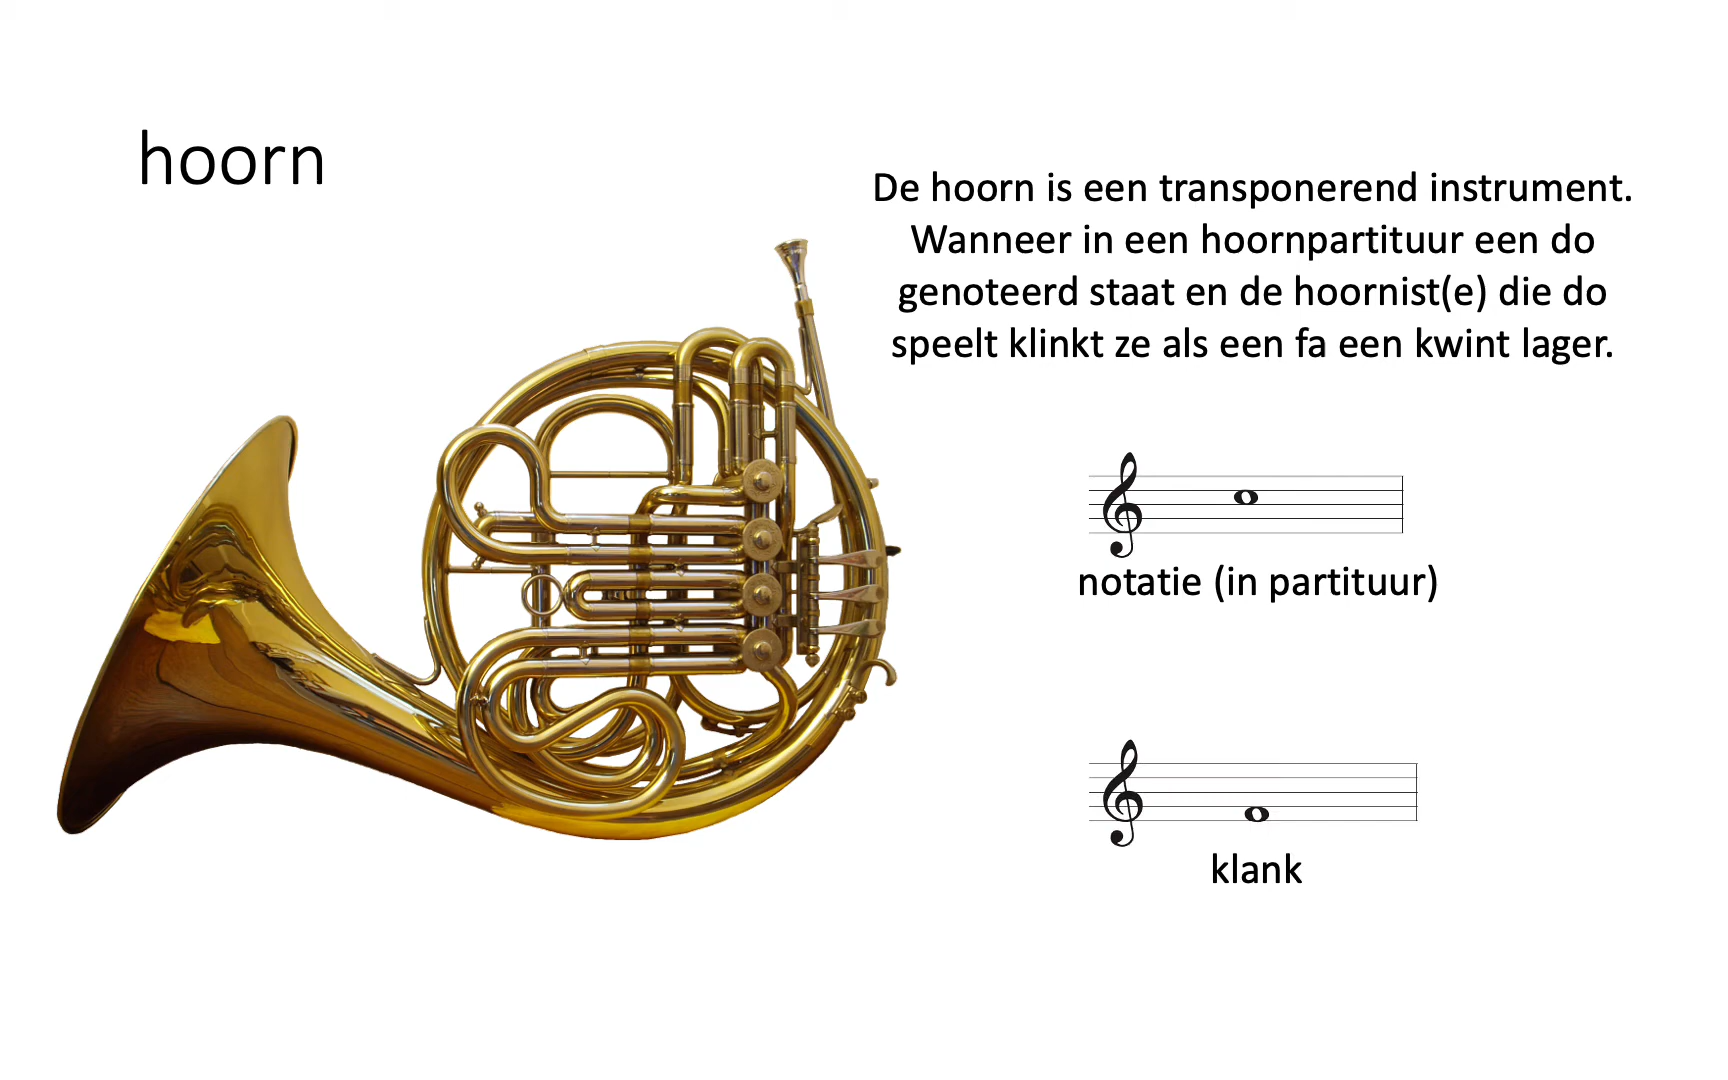 hoorn
De hoorn is een transponerend instrument.
Wanneer in een hoornpartituur een do
genoteerd staat en de hoornist(e) die do
speelt klinkt ze als een fa een kwint lager.
notatie (in partituur)
klank